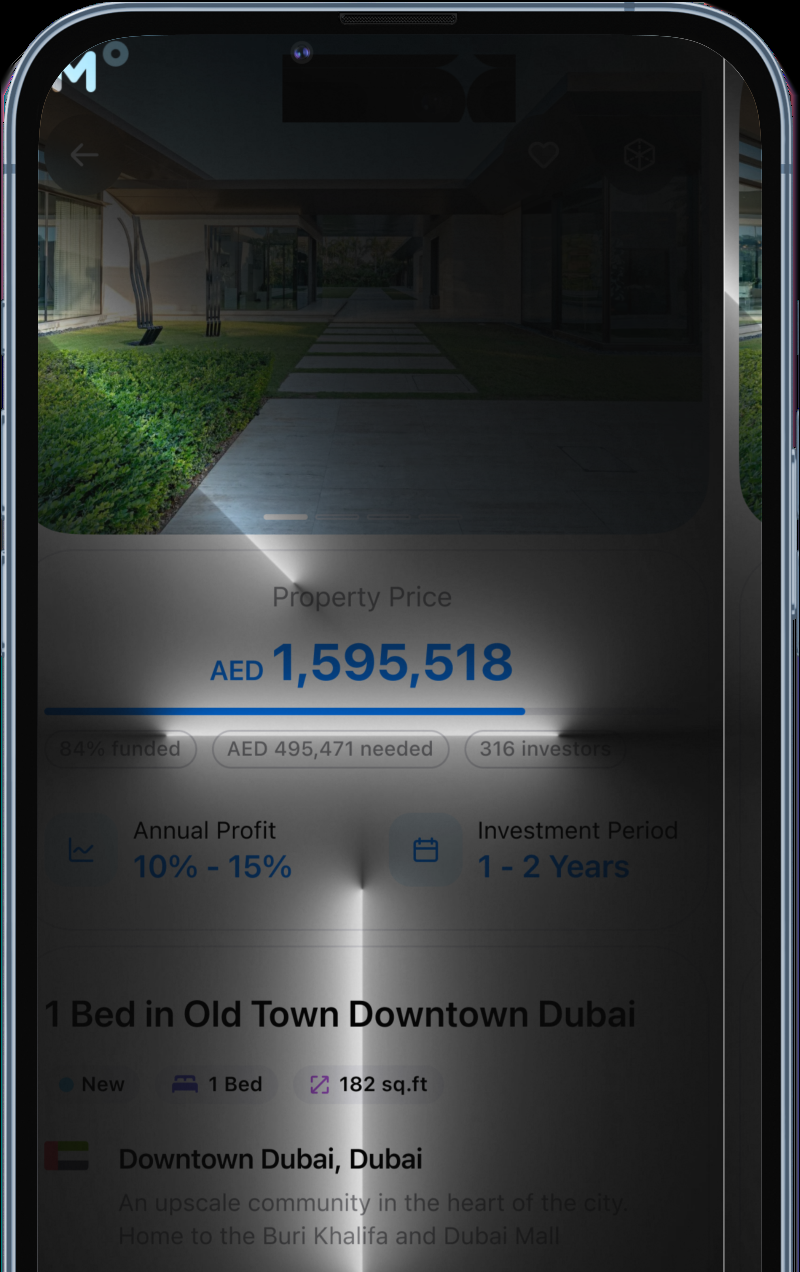 M
Property Price
AED 1,595,518
84% funded
AED 495,471 needed
316 investors
Annual Profit
10% - 15%
Investment Period
1 - 2 Years
1 Bed in Old Town Downtown Dubai
New
1 Bed
182 sq.ft
Downtown Dubai, Dubai
An upscale community in the heart of the city.
Home to the Buri Khalifa and Dubai Mall